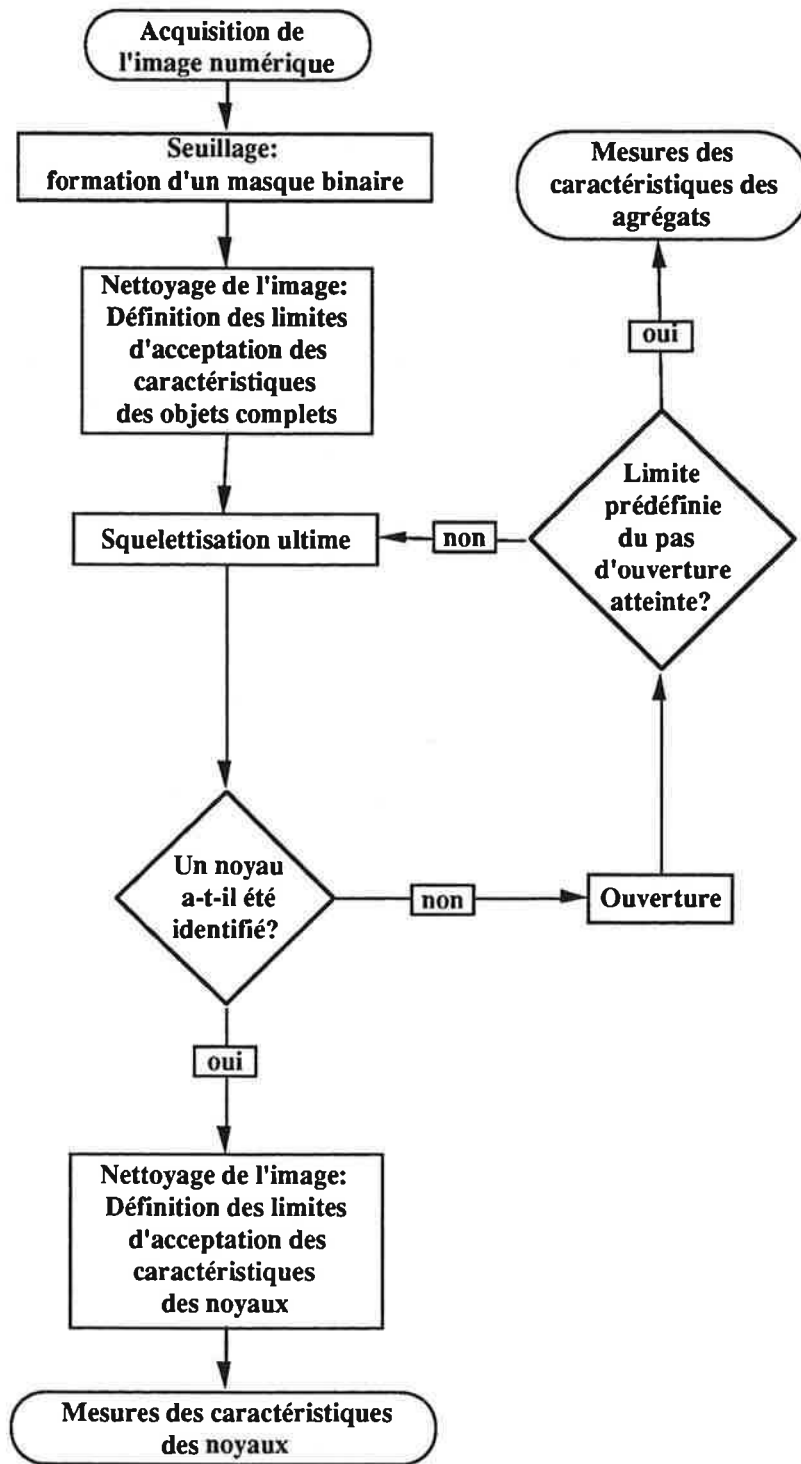 Acquisition de
l'image numérique
Seuillage:
formation d'un masque binaire
Mesures des
caractéristiques des
agrégats
Nettoyage de l'image:
Définition des limites
d'acceptation des
caractéristiques
des objets complets
oui
Limite
prédéfinie
du pas
d'ouverture
atteinte?
non
Squelettisation ultime
Un noyau
a-t-il été
identifié?
non
Ouverture
oui
Nettoyage de l'image:
Définition des limites
d'acceptation des
caractéristiques
des noyaux
Mesures des caractéristiques
des noyaux